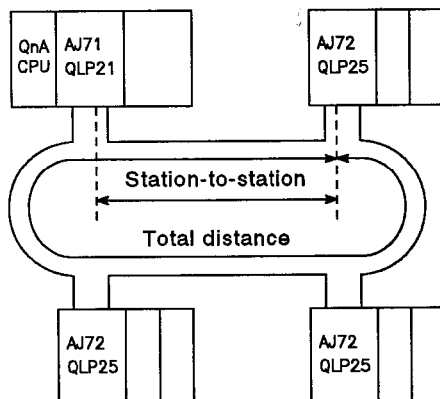 QnA CPU
AJ71 QLP21
AJ72 QLP25
Station-to-station
Total distance
AJ72 QLP25
AJ72 QLP25